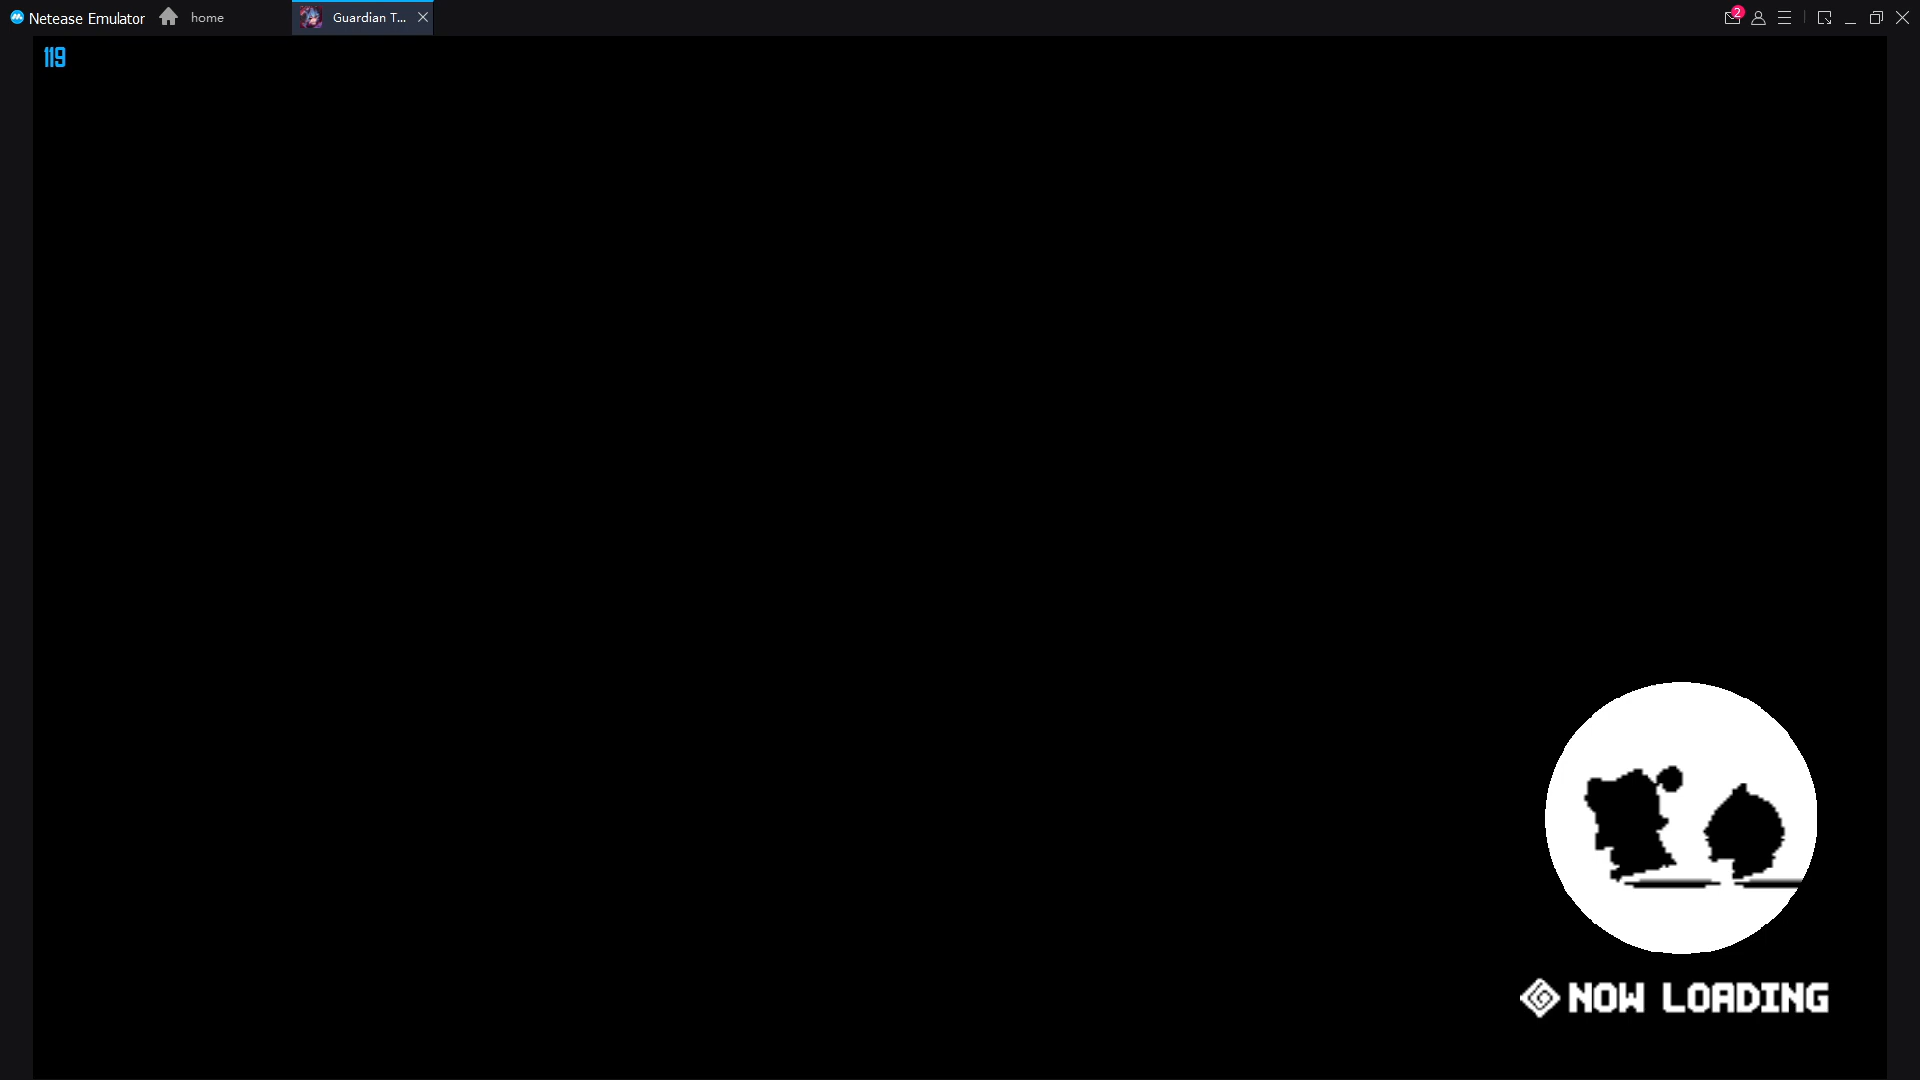 Netease Emulator
home
Guardian T...
2
119
NOW LOADING